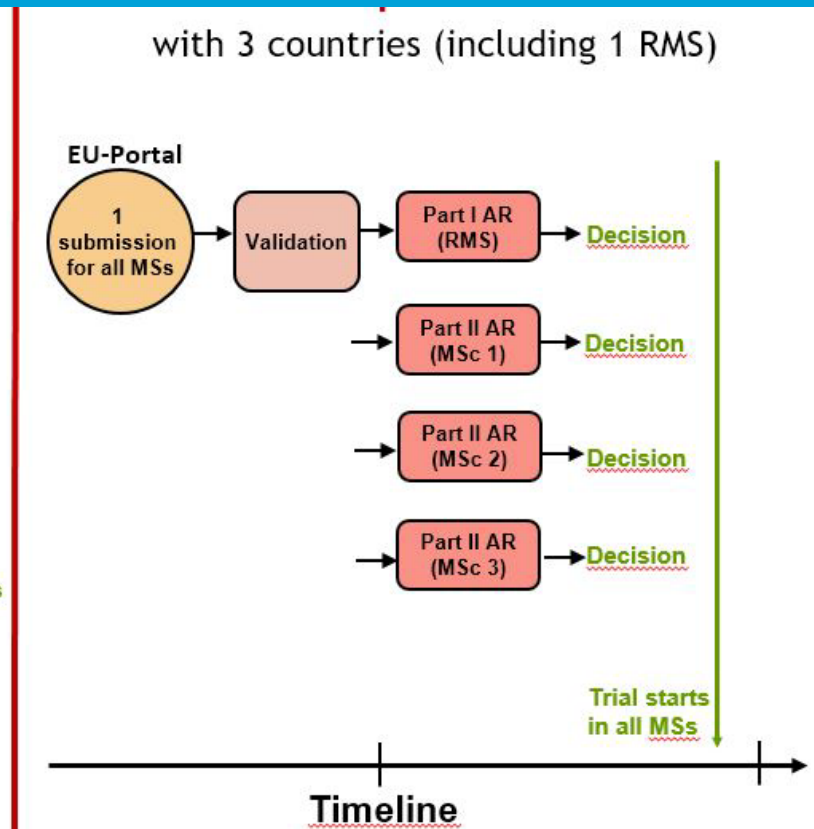 with 3 countries (including 1 RMS)
EU-Portal
1
submission
for all MSs
Validation
Part I AR
(RMS)
Decision
Part II AR
(MSc 1)
Decision
Part II AR
(MSc 2)
Decision
Part II AR
(MSc 3)
Decision
Trial starts
in all MSs
Timeline